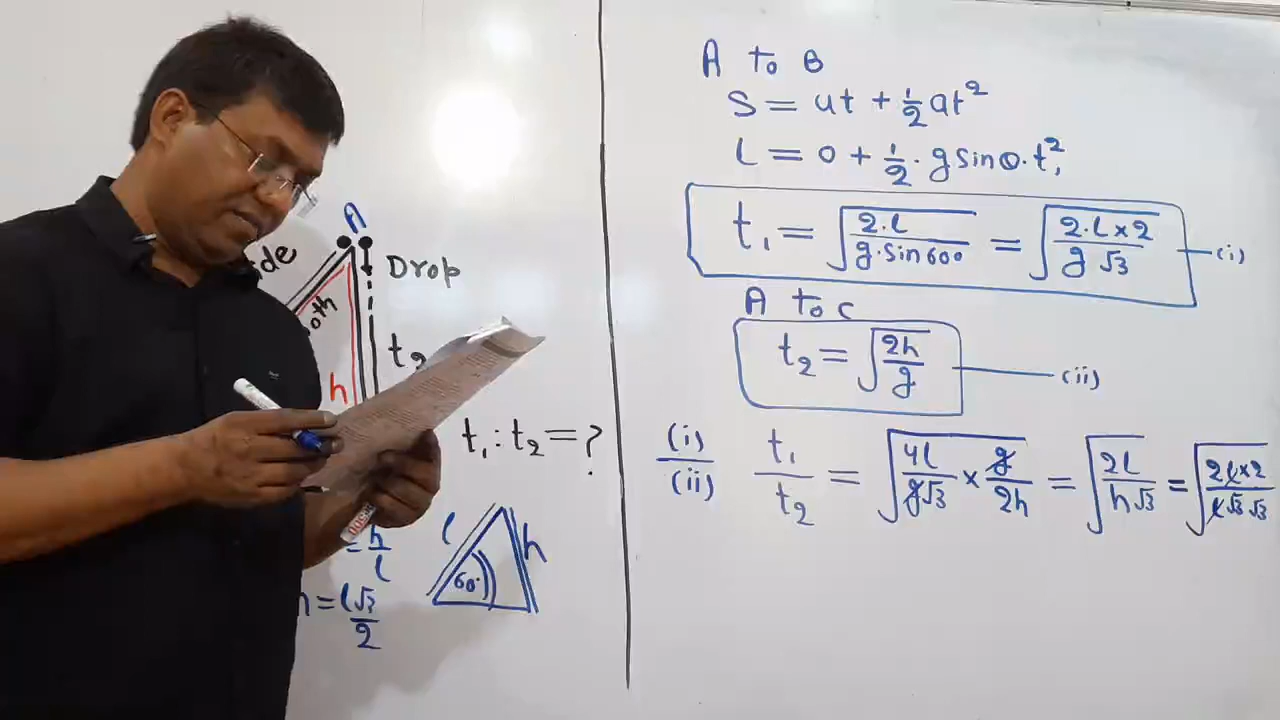 A
Drop
t₂
h
t₁ : t₂ = ?
= h/l
l
h
60°
h = l√3/2
A to B
S = ut + ½at²
l = 0 + ½ · g sinθ · t₁²
t₁ = √(2·l/g·sin60°) = √(2·l×2/g√3) —(i)
A to C
t₂ = √(2h/g) —(ii)
(i)/(ii) t₁/t₂ = √(4l/g√3 × g/2h) = √(2l/h√3) = √(2l×2/l√3√3)